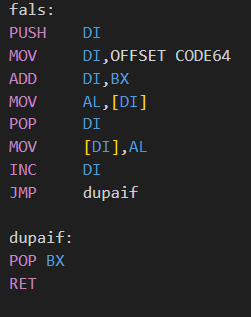 fals:
PUSH    DI
MOV     DI,OFFSET CODE64
ADD     DI,BX
MOV     AL,[DI]
POP     DI
MOV     [DI],AL
INC     DI
JMP     dupaif
dupaif:
POP BX
RET